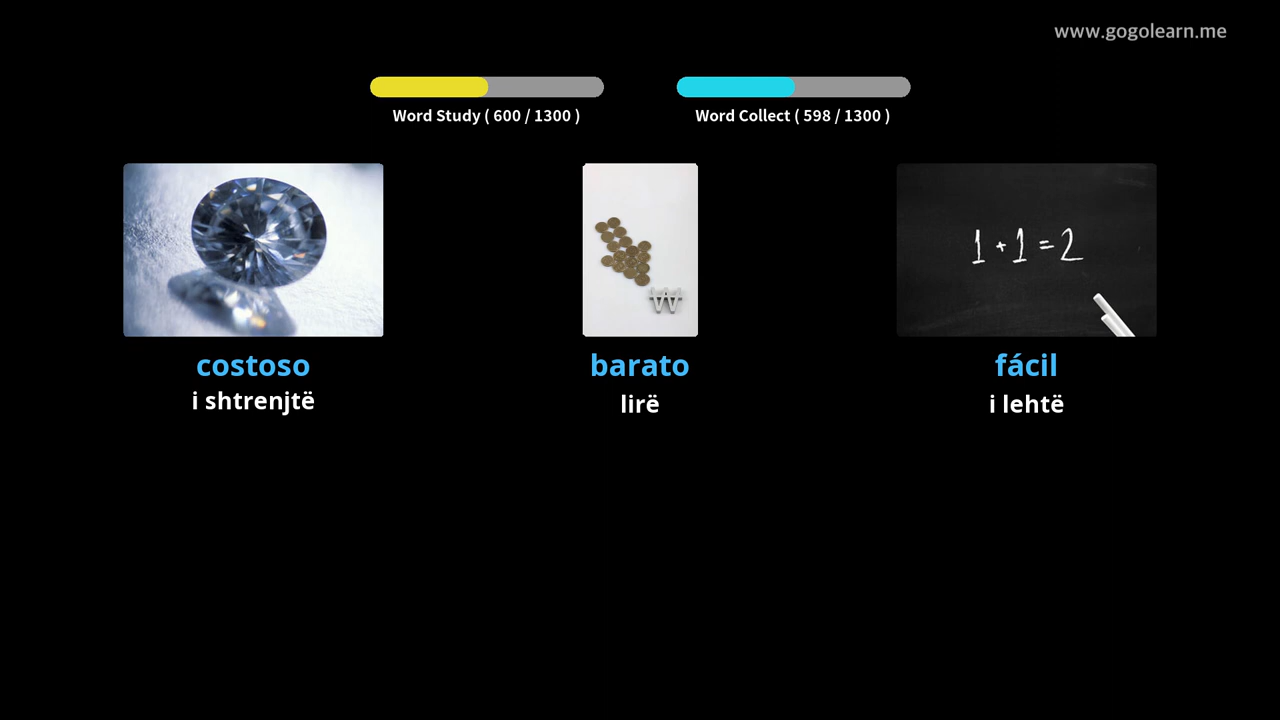 www.gogolearn.me
Word Study ( 600 / 1300 )
Word Collect ( 598 / 1300 )
1 + 1 = 2
costoso
i shtrenjtë
barato
lirë
fácil
i lehtë